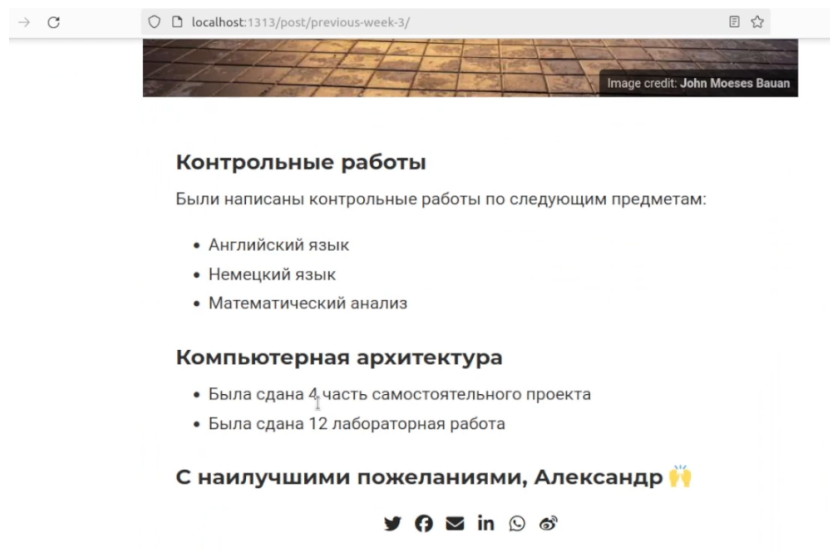 localhost:1313/post/previous-week-3/
Image credit: John Moeses Bauan
Контрольные работы
Были написаны контрольные работы по следующим предметам:
• Английский язык
• Немецкий язык
• Математический анализ
Компьютерная архитектура
• Была сдана 4 часть самостоятельного проекта
• Была сдана 12 лабораторная работа
С наилучшими пожеланиями, Александр 🙌